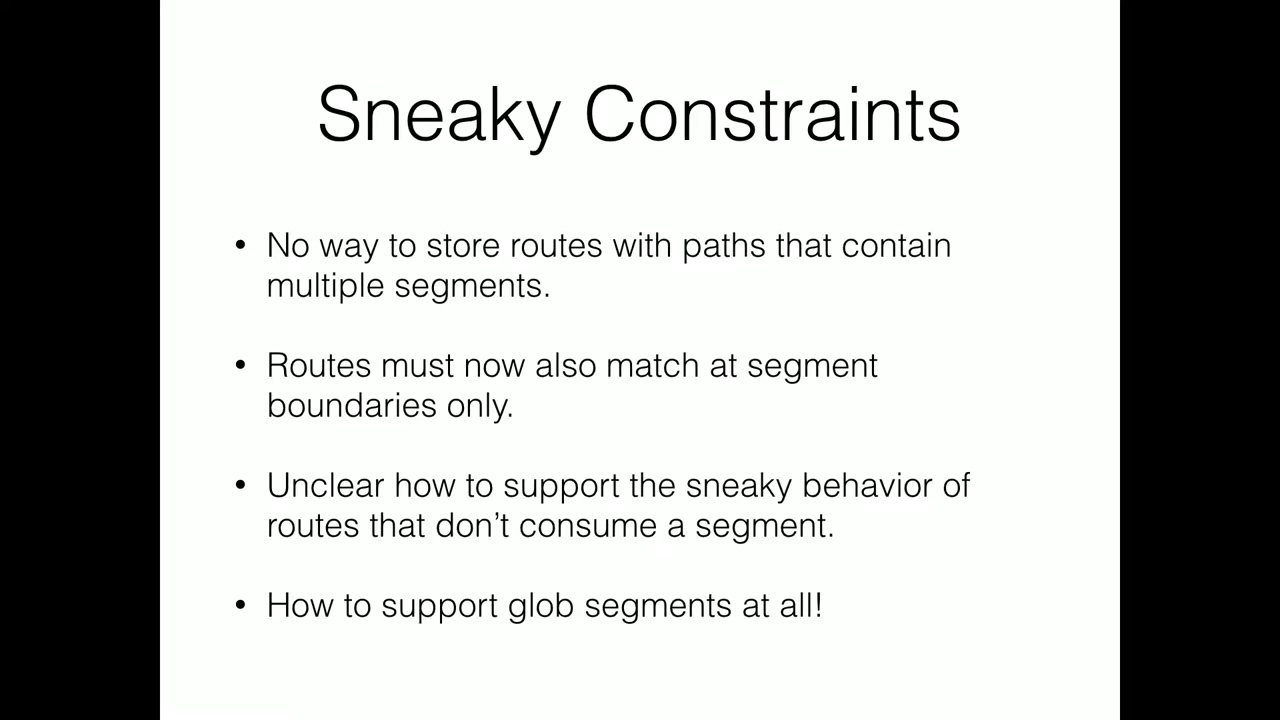 Sneaky Constraints
• No way to store routes with paths that contain
multiple segments.
• Routes must now also match at segment
boundaries only.
• Unclear how to support the sneaky behavior of
routes that don’t consume a segment.
• How to support glob segments at all!